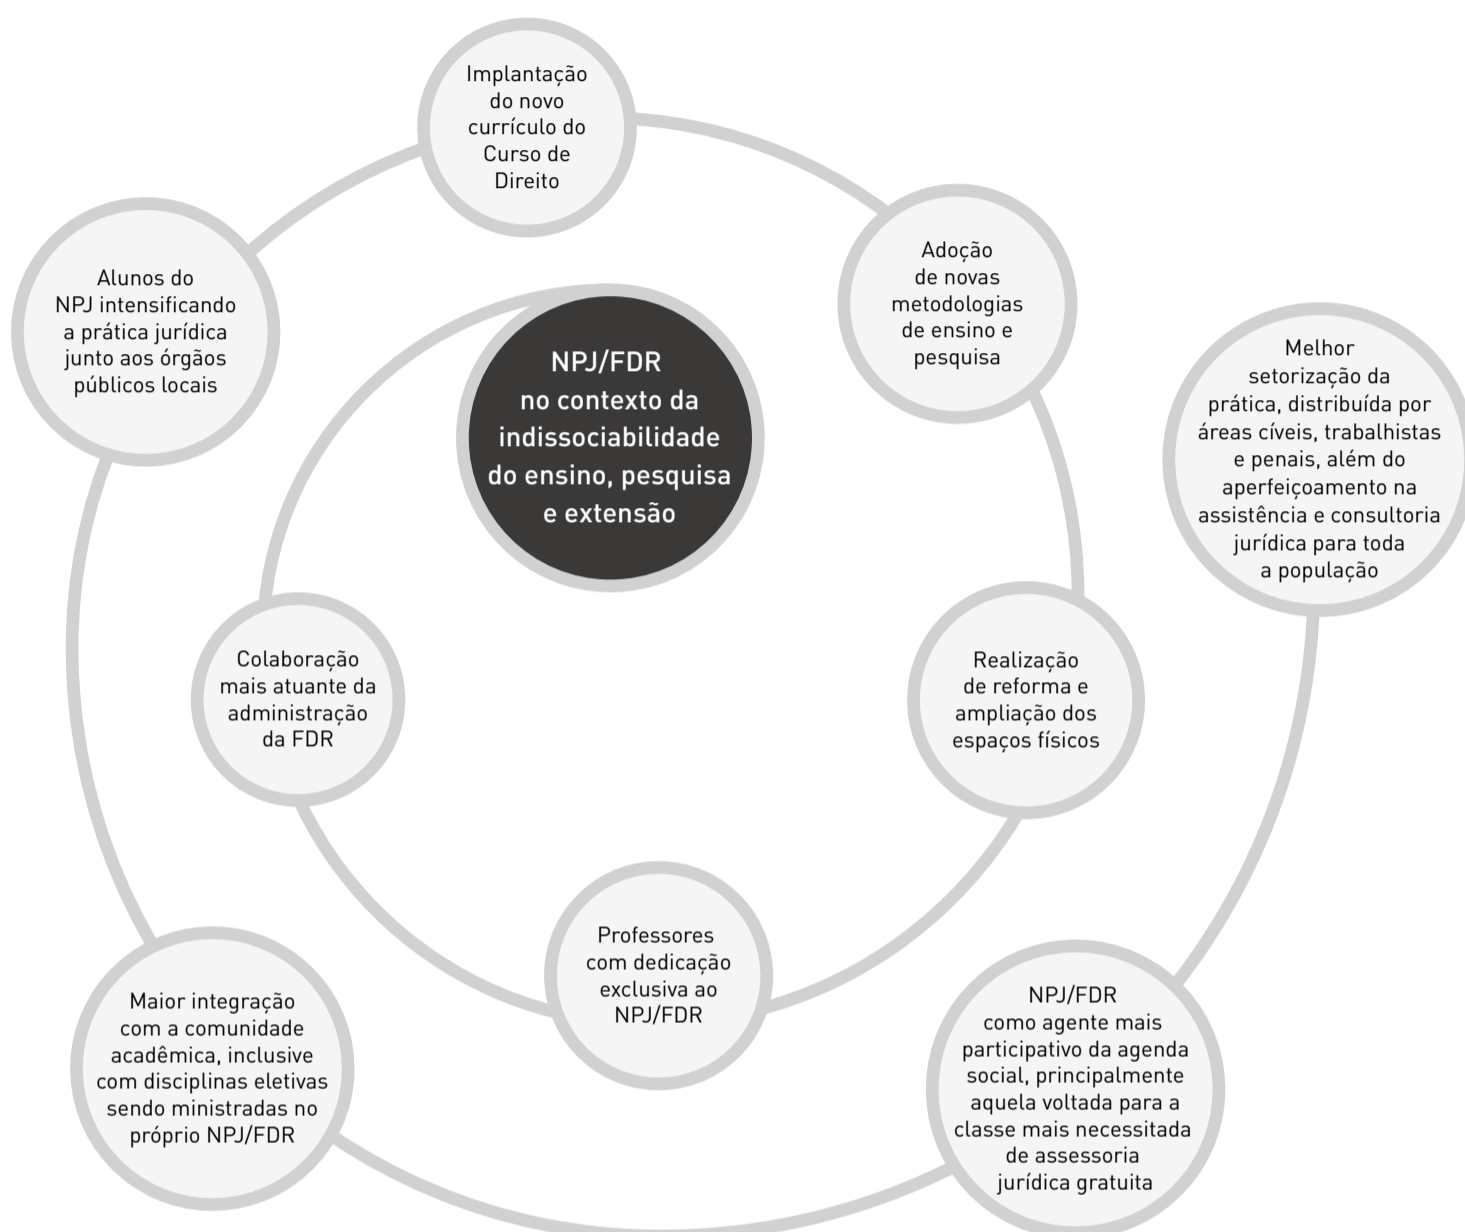 Implantação
do novo
currículo do
Curso de
Direito
Adoção
de novas
metodologias
de ensino e
pesquisa
Alunos do
NPJ intensificando
a prática jurídica
junto aos órgãos
públicos locais
NPJ/FDR
no contexto da
indissociabilidade
do ensino, pesquisa
e extensão
Melhor
setorização da
prática, distribuída por
áreas cíveis, trabalhistas
e penais, além do
aperfeiçoamento na
assistência e consultoria
jurídica para toda
a população
Colaboração
mais atuante da
administração
da FDR
Realização
de reforma e
ampliação dos
espaços físicos
Professores
com dedicação
exclusiva ao
NPJ/FDR
Maior integração
com a comunidade
acadêmica, inclusive
com disciplinas eletivas
sendo ministradas no
próprio NPJ/FDR
NPJ/FDR
como agente mais
participativo da agenda
social, principalmente
aquela voltada para a
classe mais necessitada
de assessoria
jurídica gratuita